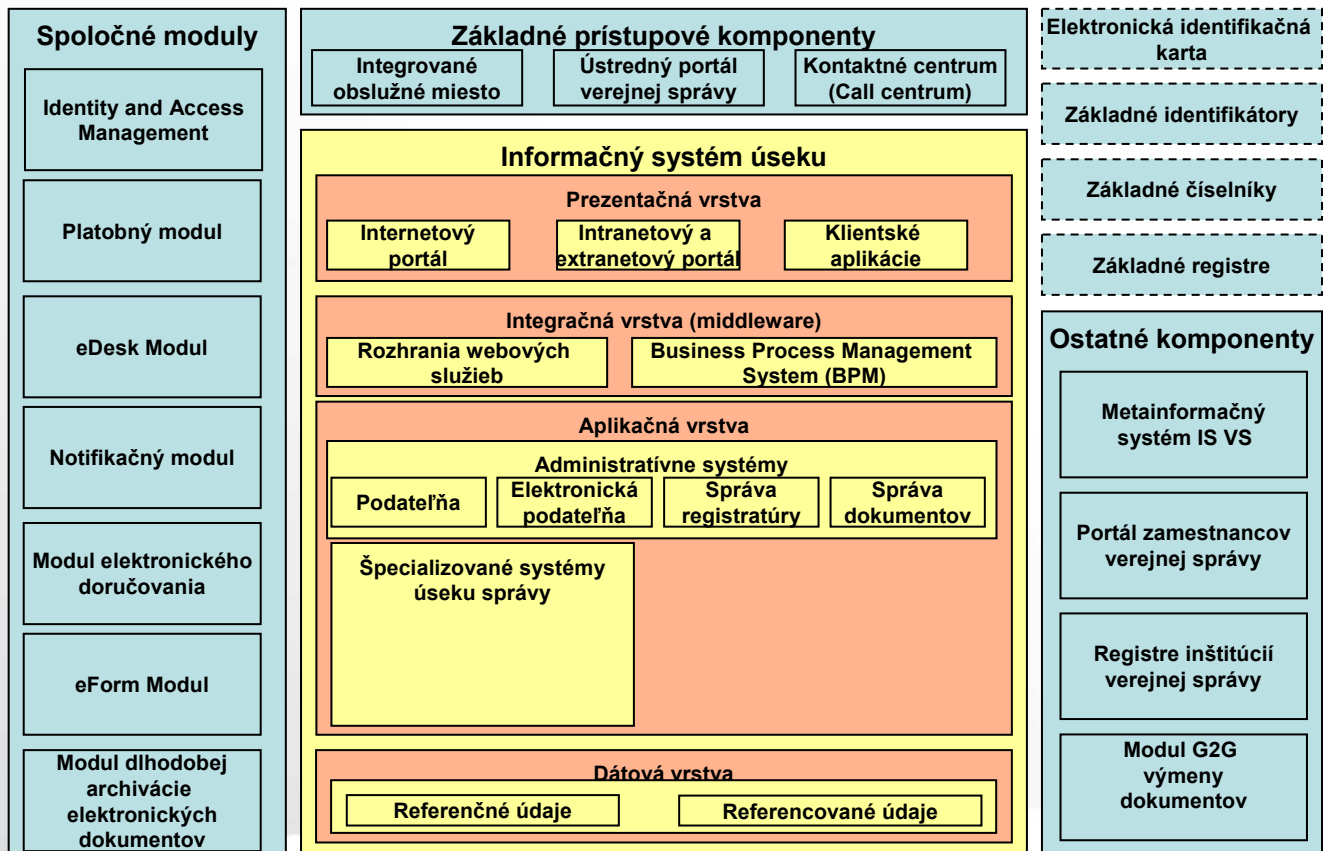 Spoločné moduly
Identity and Access
Management
Platobný modul
eDesk Modul
Notifikačný modul
Modul elektronického
doručovania
eForm Modul
Modul dlhodobej
archivácie
elektronických
dokumentov
Základné prístupové komponenty
Integrované
obslužné miesto
Ústredný portál
verejnej správy
Kontaktné centrum
(Call centrum)
Informačný systém úseku
Prezentačná vrstva
Internetový
portál
Intranetový a
extranetový portál
Klientské
aplikácie
Integračná vrstva (middleware)
Rozhrania webových
služieb
Business Process Management
System (BPM)
Aplikačná vrstva
Administratívne systémy
Podateľňa
Elektronická
podateľňa
Správa
registratúry
Správa
dokumentov
Špecializované systémy
úseku správy
Dátová vrstva
Referenčné údaje
Referencované údaje
Elektronická identifikačná
karta
Základné identifikátory
Základné číselníky
Základné registre
Ostatné komponenty
Metainformačný
systém IS VS
Portál zamestnancov
verejnej správy
Registre inštitúcií
verejnej správy
Modul G2G
výmeny
dokumentov